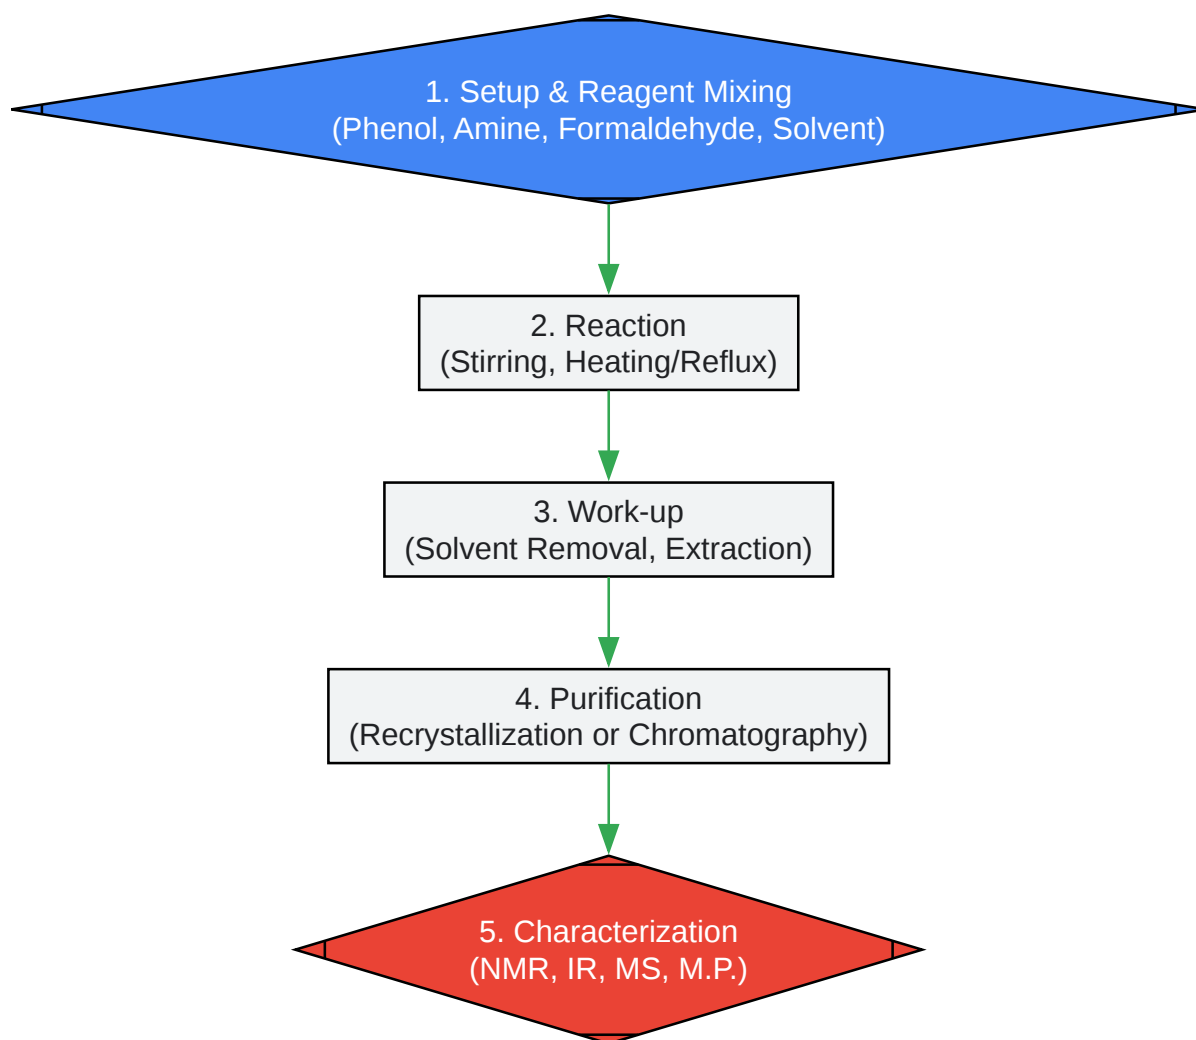 1. Setup & Reagent Mixing
(Phenol, Amine, Formaldehyde, Solvent)
2. Reaction
(Stirring, Heating/Reflux)
3. Work-up
(Solvent Removal, Extraction)
4. Purification
(Recrystallization or Chromatography)
5. Characterization
(NMR, IR, MS, M.P.)